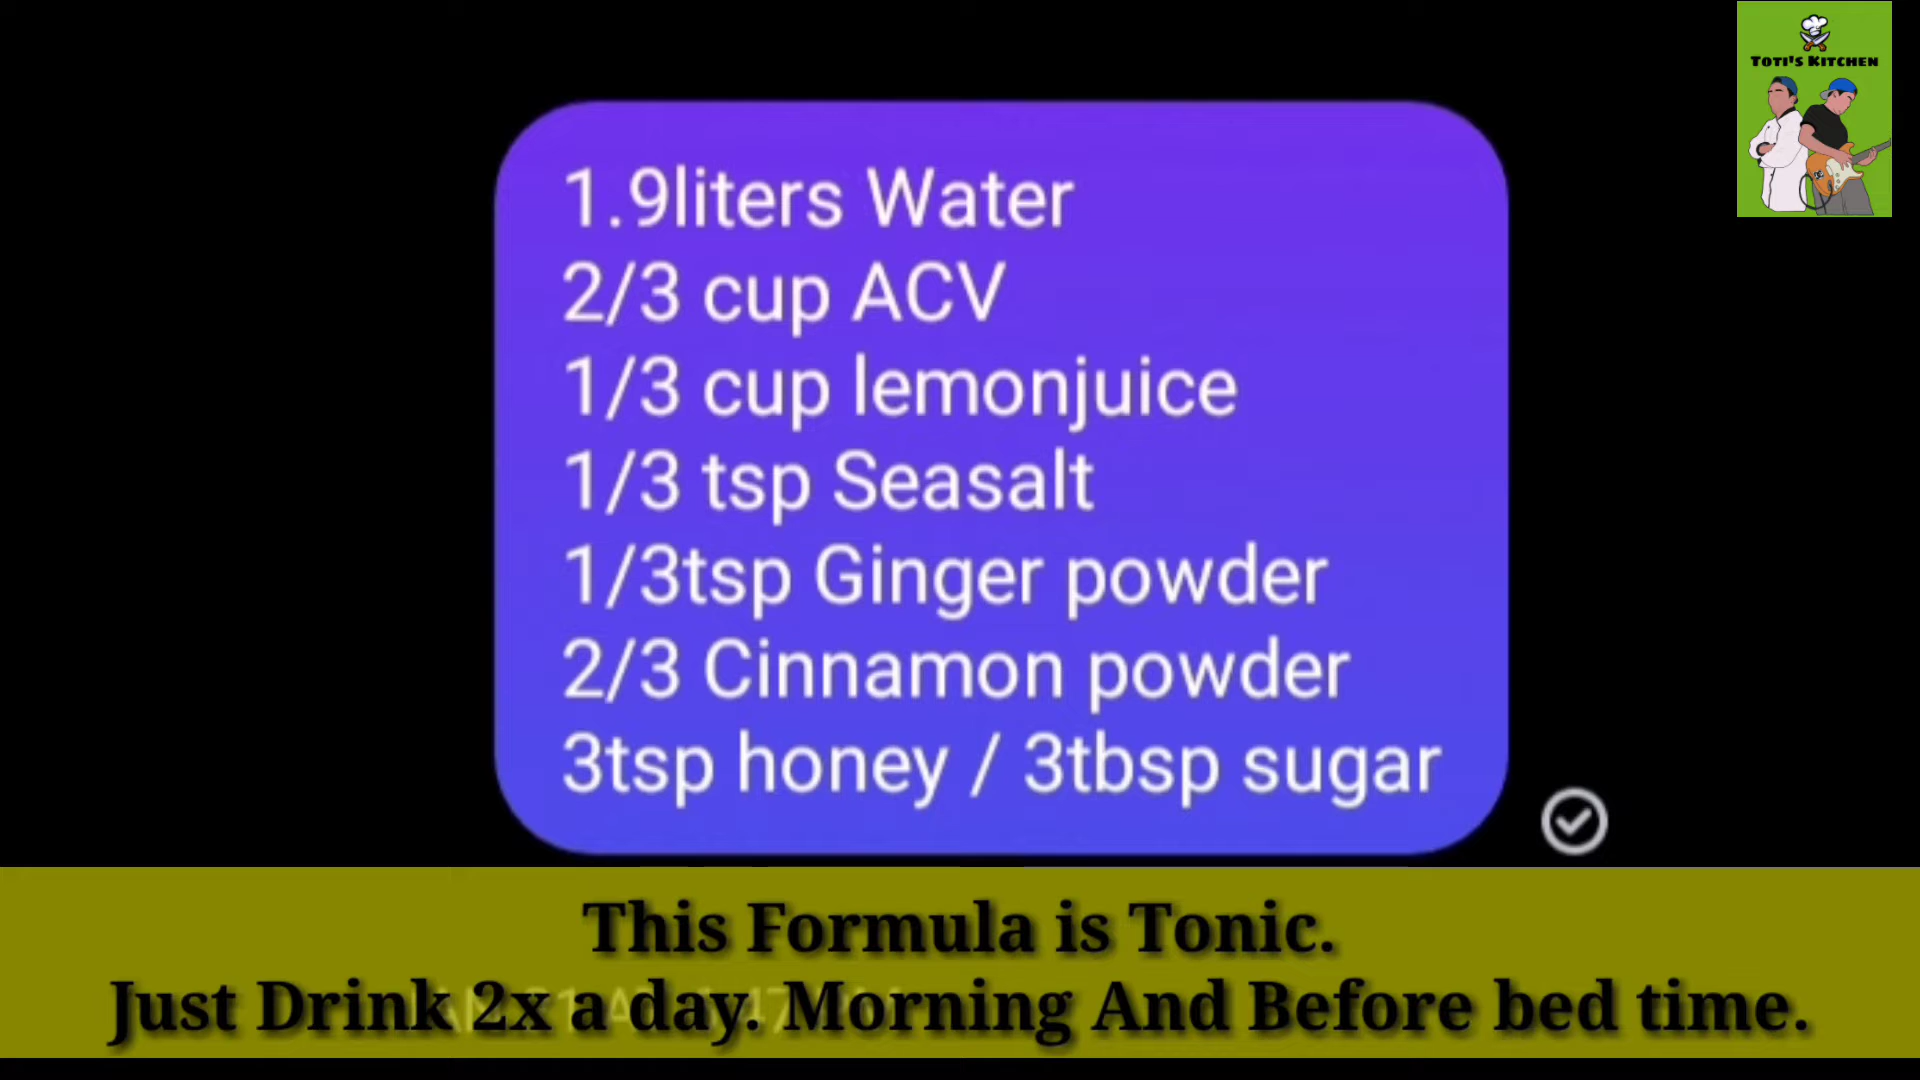 Toti's Kitchen
1.9liters Water
2/3 cup ACV
1/3 cup lemonjuice
1/3 tsp Seasalt
1/3tsp Ginger powder
2/3 Cinnamon powder
3tsp honey / 3tbsp sugar
This Formula is Tonic.
Just Drink 2x a day. Morning And Before bed time.